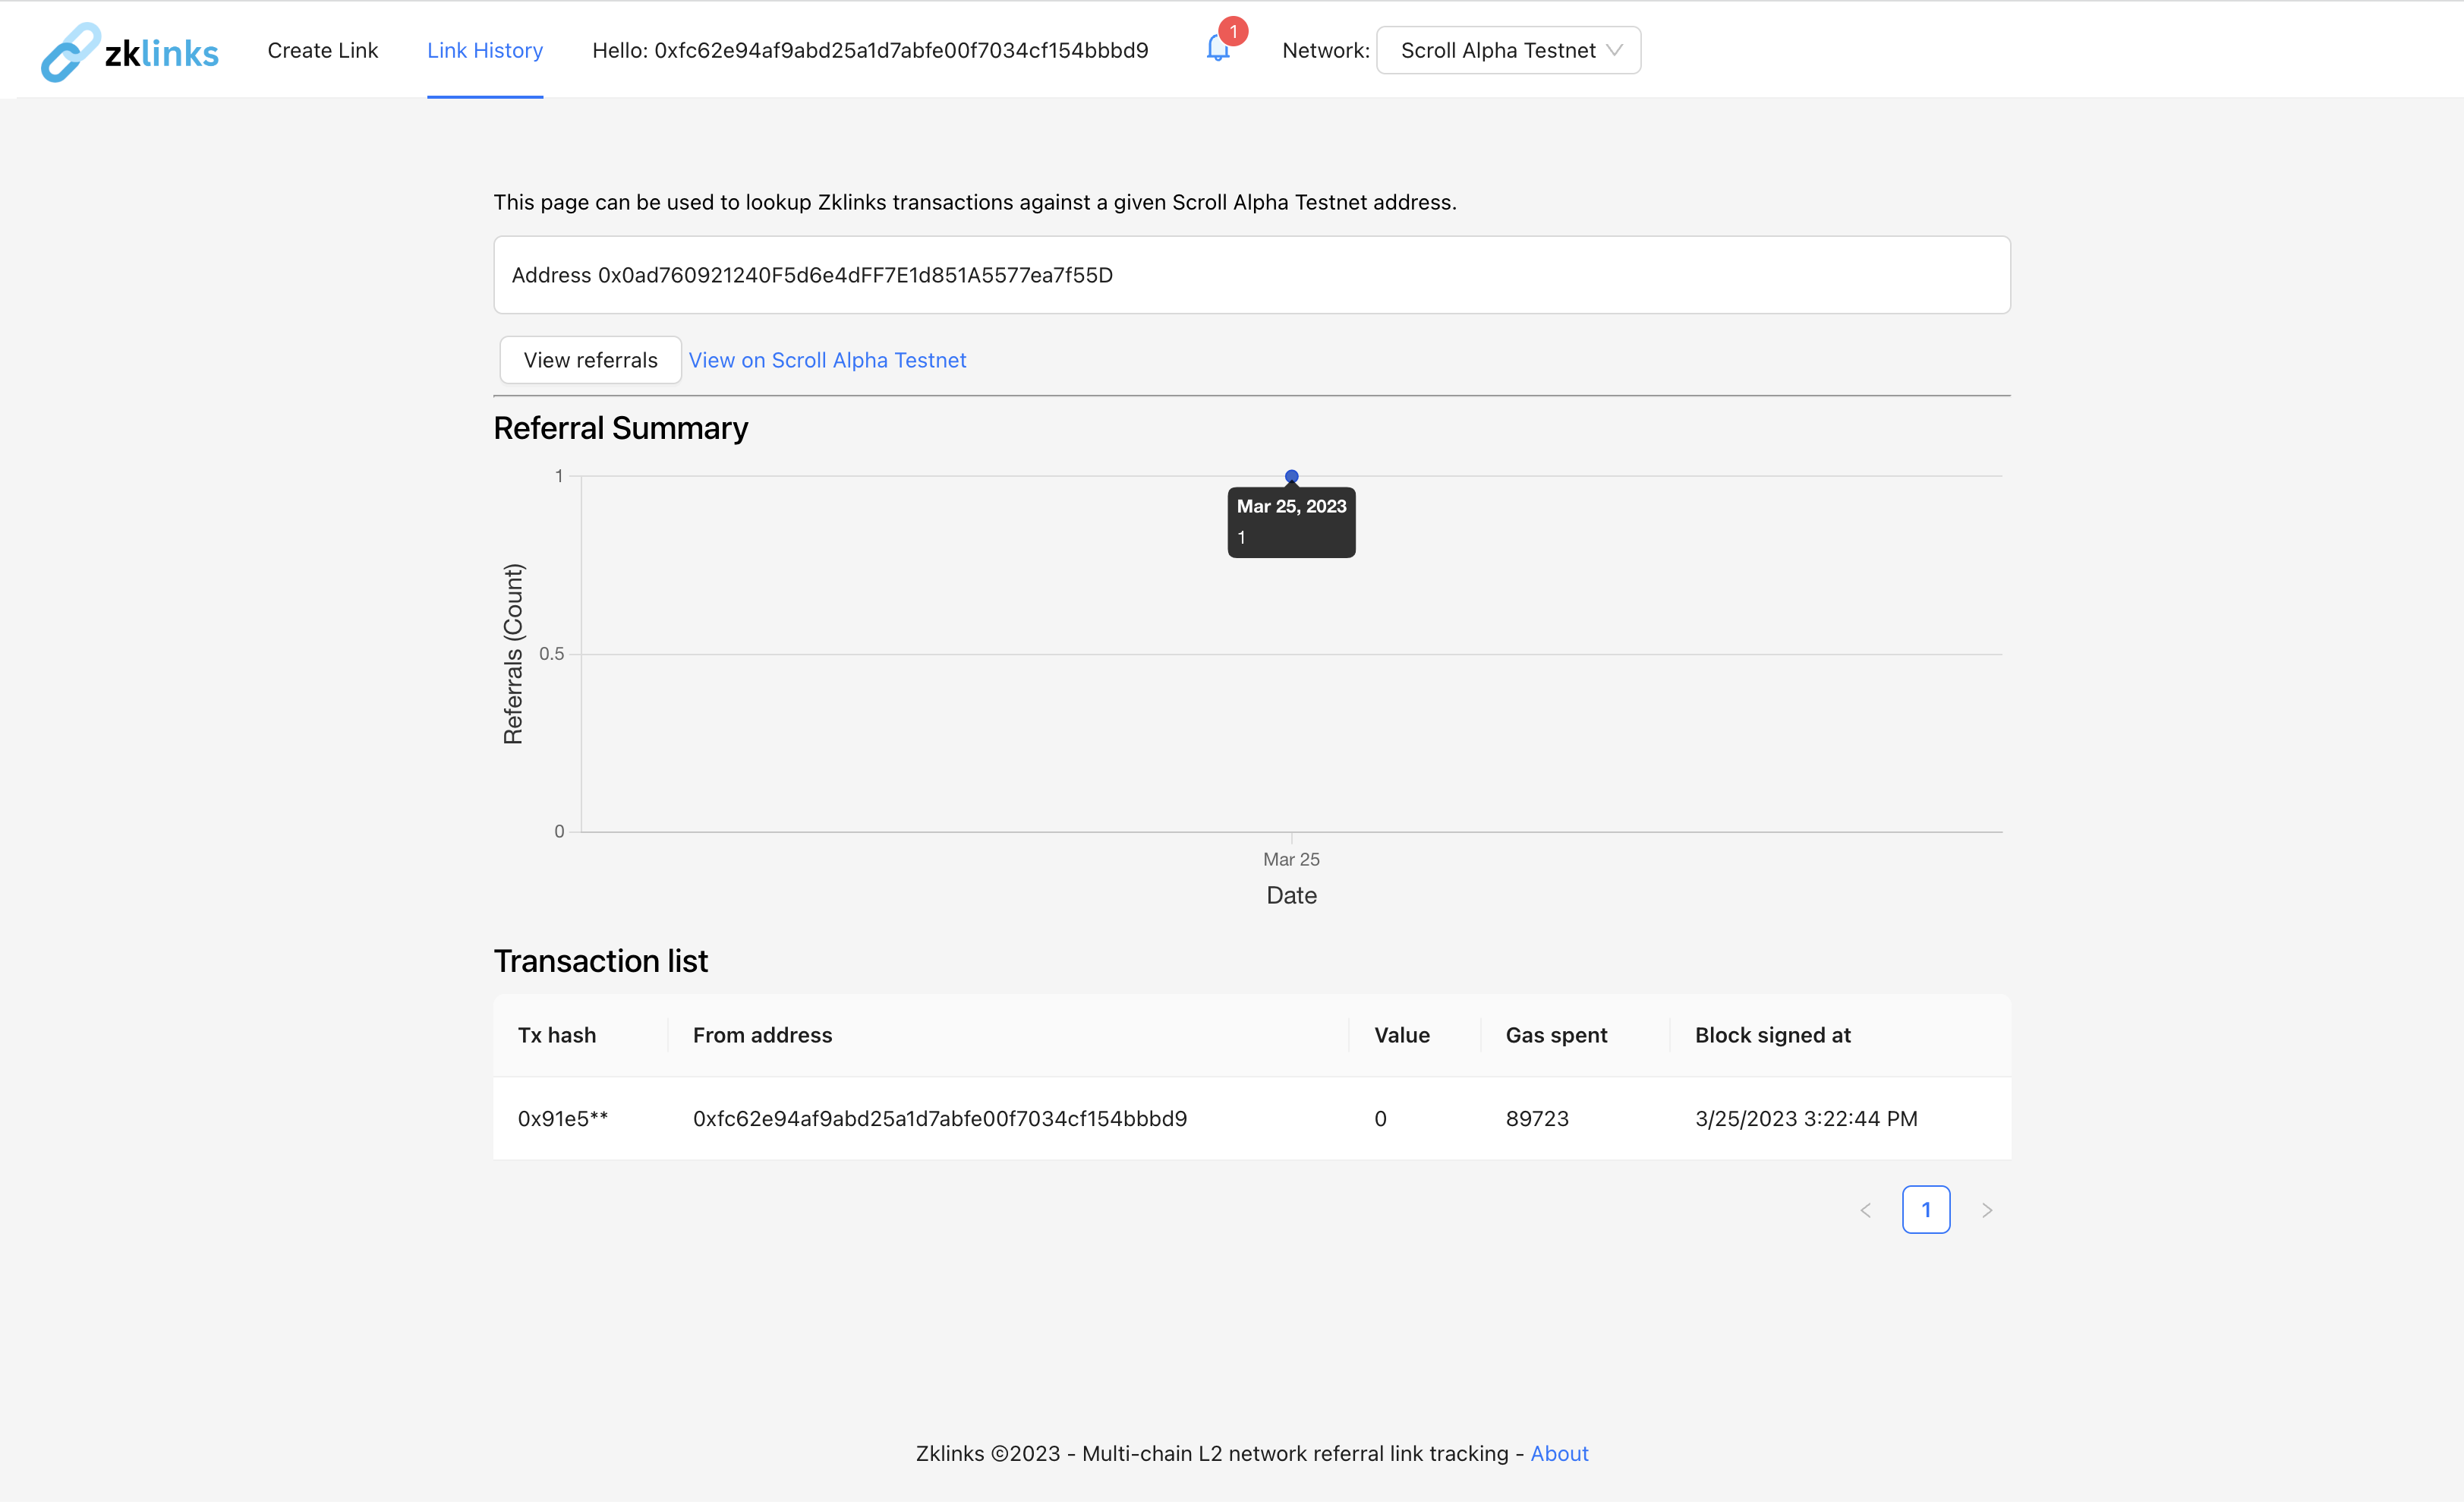 zklinks
Create Link
Link History
Hello: 0xfc62e94af9abd25a1d7abfe00f7034cf154bbbd9
1
Network:
Scroll Alpha Testnet
This page can be used to lookup Zklinks transactions against a given Scroll Alpha Testnet address.
Address 0x0ad760921240F5d6e4dFF7E1d851A5577ea7f55D
View referrals
View on Scroll Alpha Testnet
Referral Summary
1
Mar 25, 2023
1
Referrals (Count)
0.5
0
Mar 25
Date
Transaction list
Tx hash From address Value Gas spent Block signed at
0x91e5** 0xfc62e94af9abd25a1d7abfe00f7034cf154bbbd9 0 89723 3/25/2023 3:22:44 PM
< 1 >
Zklinks ©2023 - Multi-chain L2 network referral link tracking - About